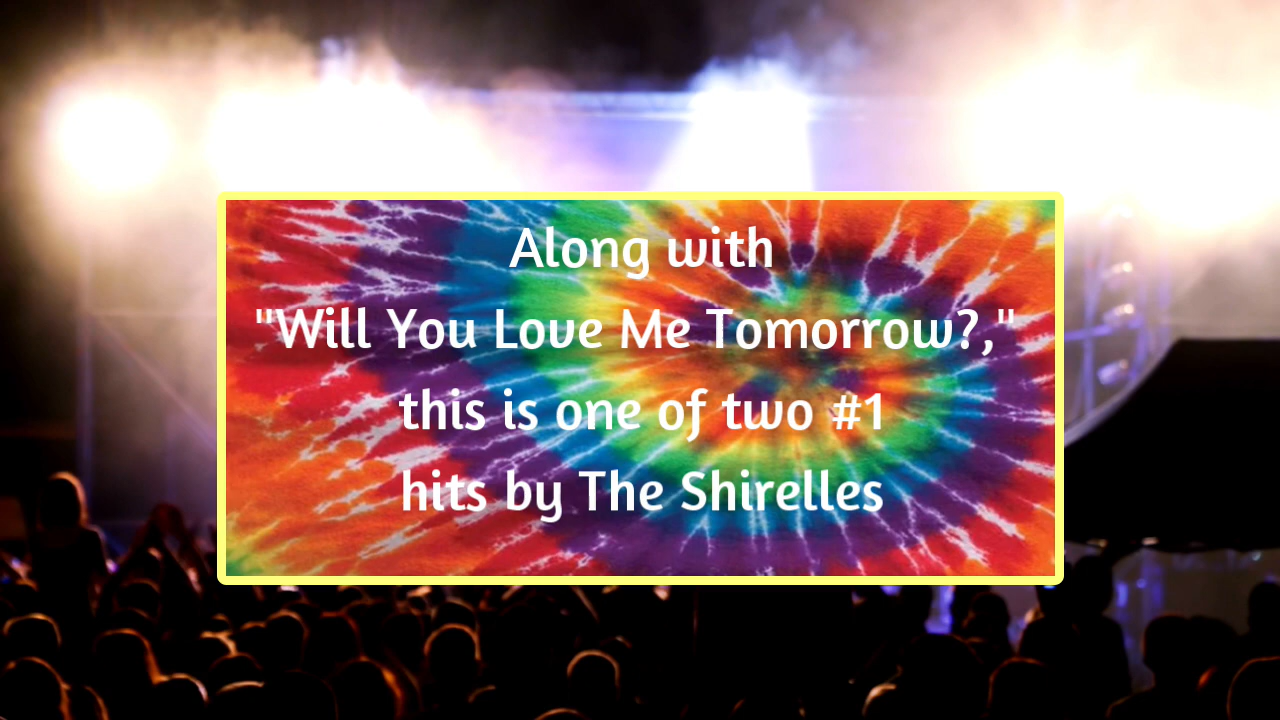 Along with
"Will You Love Me Tomorrow?,"
this is one of two #1
hits by The Shirelles